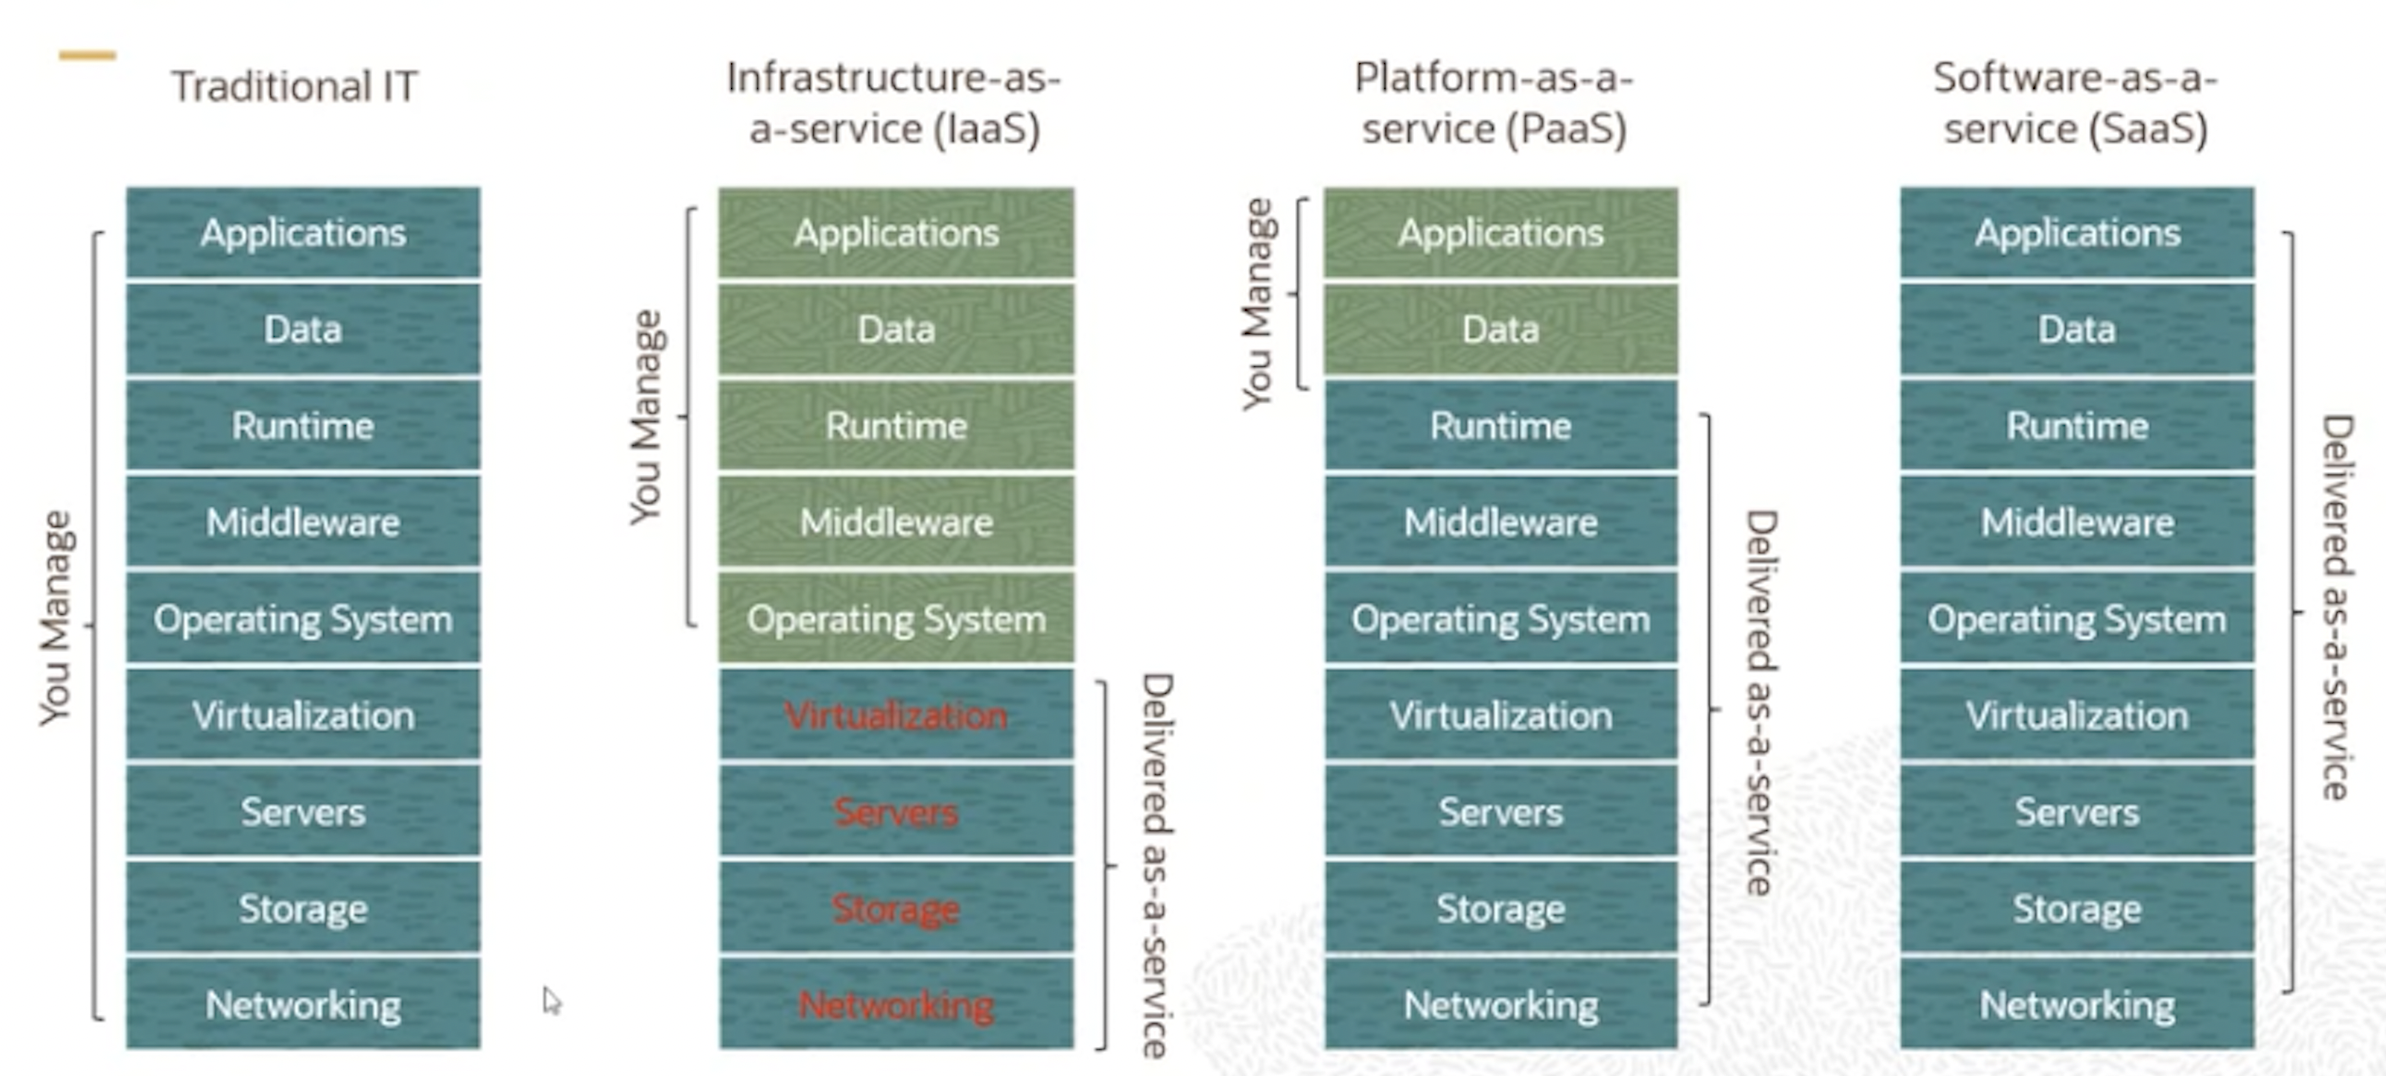 Traditional IT
You Manage
Applications
Data
Runtime
Middleware
Operating System
Virtualization
Servers
Storage
Networking
Infrastructure-as-
a-service (IaaS)
You Manage
Applications
Data
Runtime
Middleware
Operating System
Virtualization
Servers
Storage
Networking
Delivered as-a-service
Platform-as-a-
service (PaaS)
You Manage
Applications
Data
Runtime
Middleware
Operating System
Virtualization
Servers
Storage
Networking
Delivered as-a-service
Software-as-a-
service (SaaS)
Applications
Data
Runtime
Middleware
Operating System
Virtualization
Servers
Storage
Networking
Delivered as-a-service